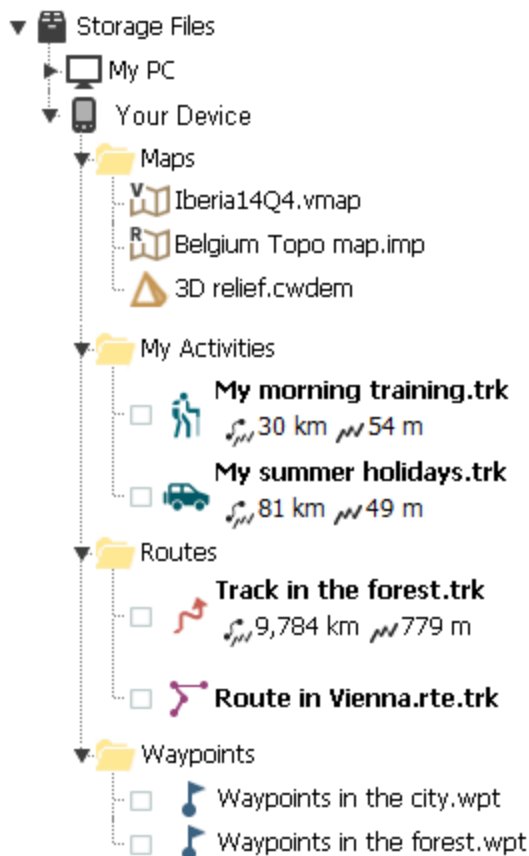 Storage Files
My PC
Your Device
Maps
V
Iberia14Q4.vmap
R
Belgium Topo map.imp
3D relief.cwdem
My Activities
My morning training.trk
30 km 54 m
My summer holidays.trk
81 km 49 m
Routes
Track in the forest.trk
9,784 km 779 m
Route in Vienna.rte.trk
Waypoints
Waypoints in the city.wpt
Waypoints in the forest.wpt